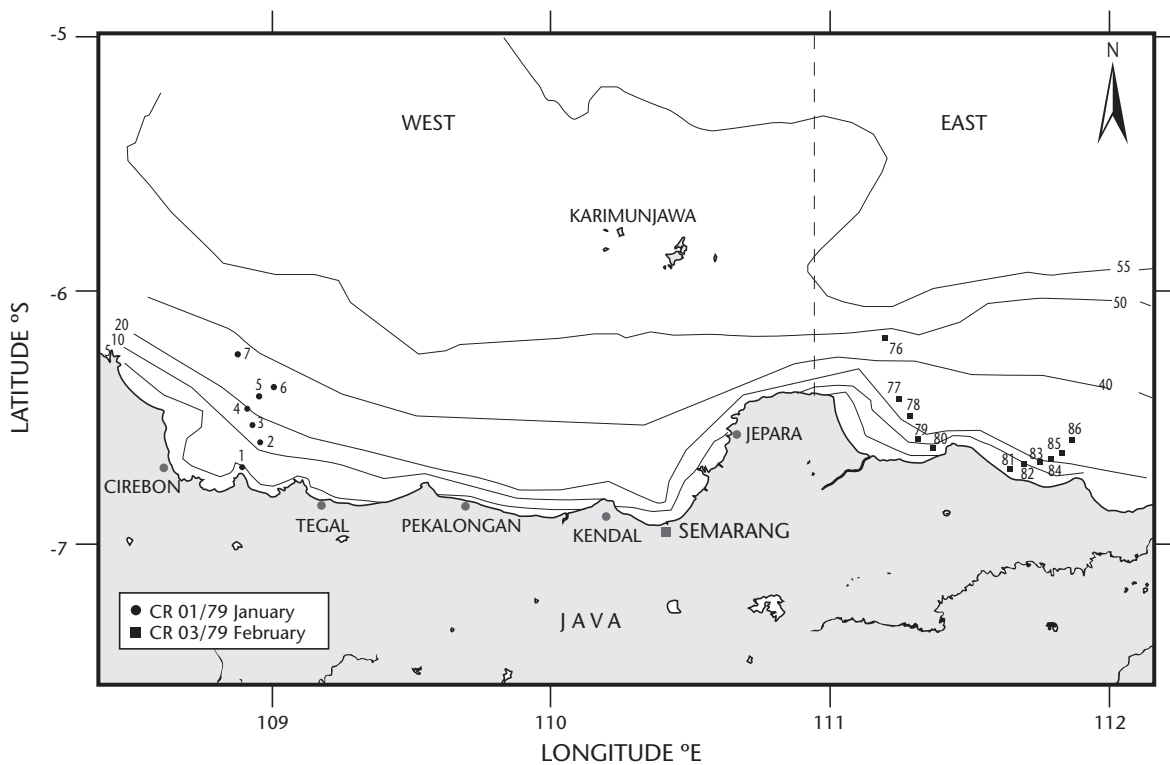 -5
N
WEST
EAST
KARIMUNJAWA
55
-6
50
20
10
5
7
76
5
6
40
4
77
78
3
79
80
JEPARA
86
2
85
1
81
83
82
84
CIREBON
TEGAL
PEKALONGAN
KENDAL
SEMARANG
-7
CR 01/79 January
CR 03/79 February
JAVA
109
110
111
112
LONGITUDE ºE
LATITUDE ºS